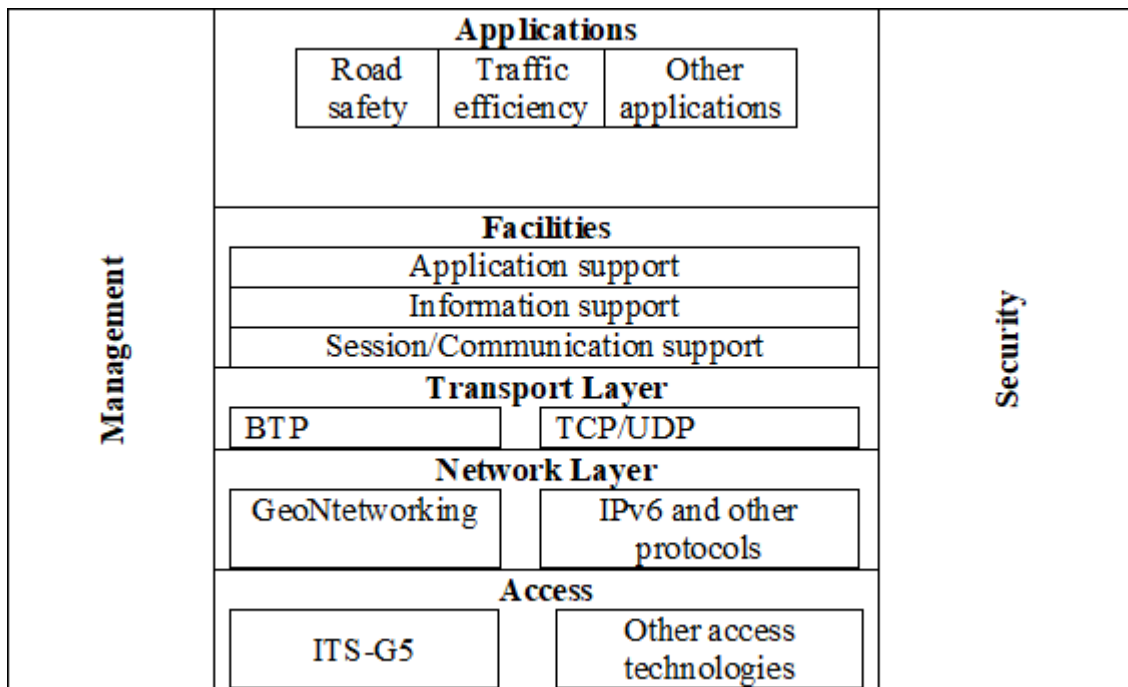 Management
Applications
Road
safety
Traffic
efficiency
Other
applications
Facilities
Application support
Information support
Session/Communication support
Transport Layer
BTP
TCP/UDP
Network Layer
GeoNtetworking
IPv6 and other
protocols
Access
ITS-G5
Other access
technologies
Security